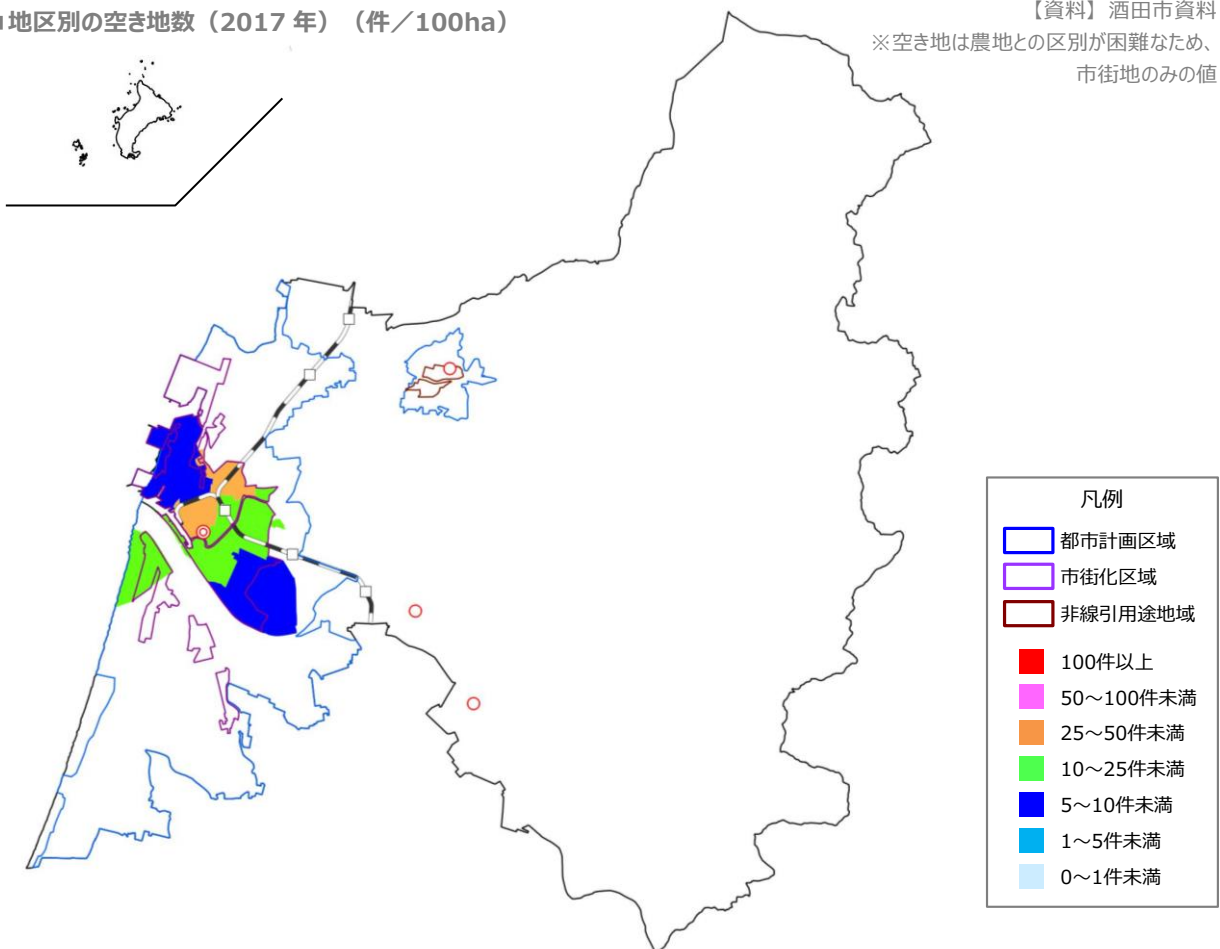 地区別の空き地数（2017 年）（件／100ha）
【資料】酒田市資料
※空き地は農地との区別が困難なため、
市街地のみの値
凡例
都市計画区域
市街化区域
非線引用途地域
100件以上
50～100件未満
25～50件未満
10～25件未満
5～10件未満
1～5件未満
0～1件未満